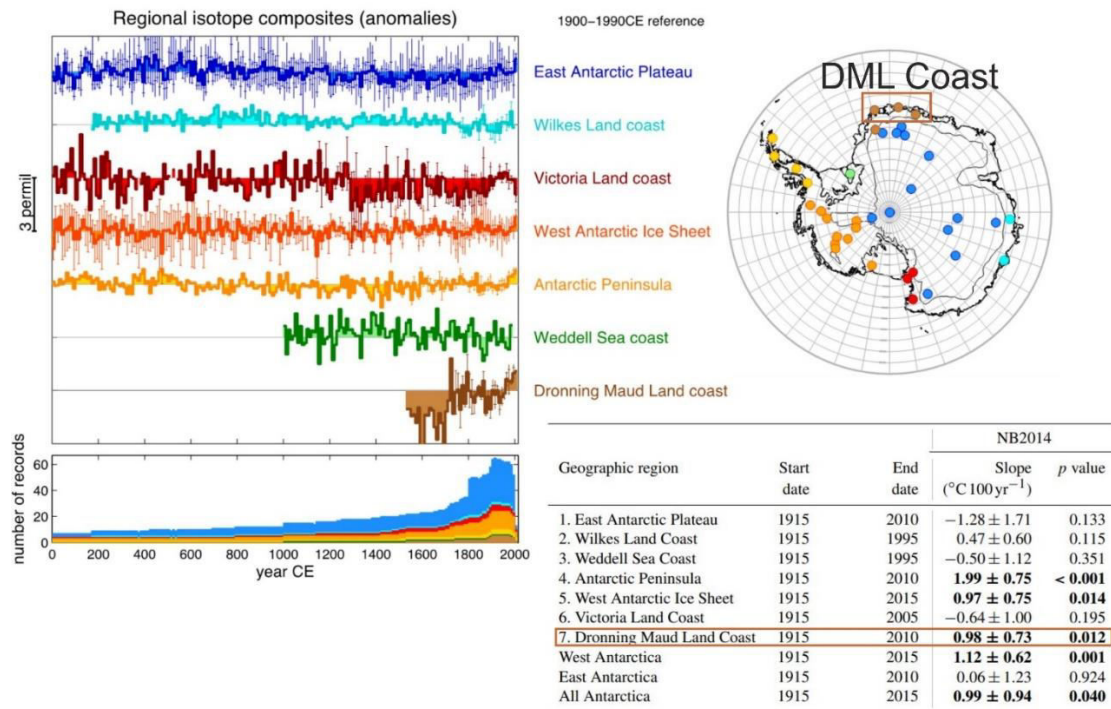 Regional isotope composites (anomalies)
1900−1990CE reference
East Antarctic Plateau
Wilkes Land coast
Victoria Land coast
West Antarctic Ice Sheet
Antarctic Peninsula
Weddell Sea coast
Dronning Maud Land coast
3 permil
number of records
60
40
20
0
0 200 400 600 800 1000 1200 1400 1600 1800 2000
year CE
DML Coast
NB2014
Geographic region Start End Slope p value
date date (°C 100 yr−1)
1. East Antarctic Plateau 1915 2010 −1.28 ± 1.71 0.133
2. Wilkes Land Coast 1915 1995 0.47 ± 0.60 0.115
3. Weddell Sea Coast 1915 1995 −0.50 ± 1.12 0.351
4. Antarctic Peninsula 1915 2010 1.99 ± 0.75 < 0.001
5. West Antarctic Ice Sheet 1915 2015 0.97 ± 0.75 0.014
6. Victoria Land Coast 1915 2005 −0.64 ± 1.00 0.195
7. Dronning Maud Land Coast 1915 2010 0.98 ± 0.73 0.012
West Antarctica 1915 2015 1.12 ± 0.62 0.001
East Antarctica 1915 2010 0.06 ± 1.23 0.924
All Antarctica 1915 2015 0.99 ± 0.94 0.040